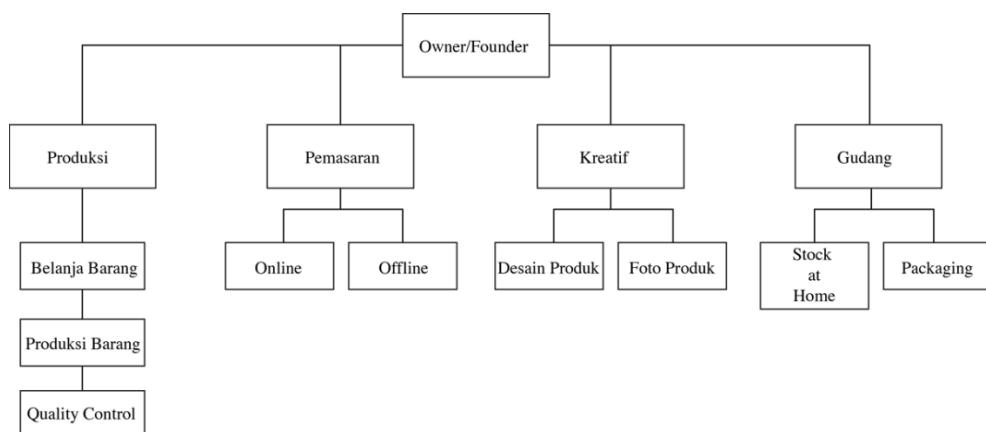 Owner/Founder
Produksi
Pemasaran
Kreatif
Gudang
Belanja Barang
Online
Offline
Desain Produk
Foto Produk
Stock
at
Home
Packaging
Produksi Barang
Quality Control